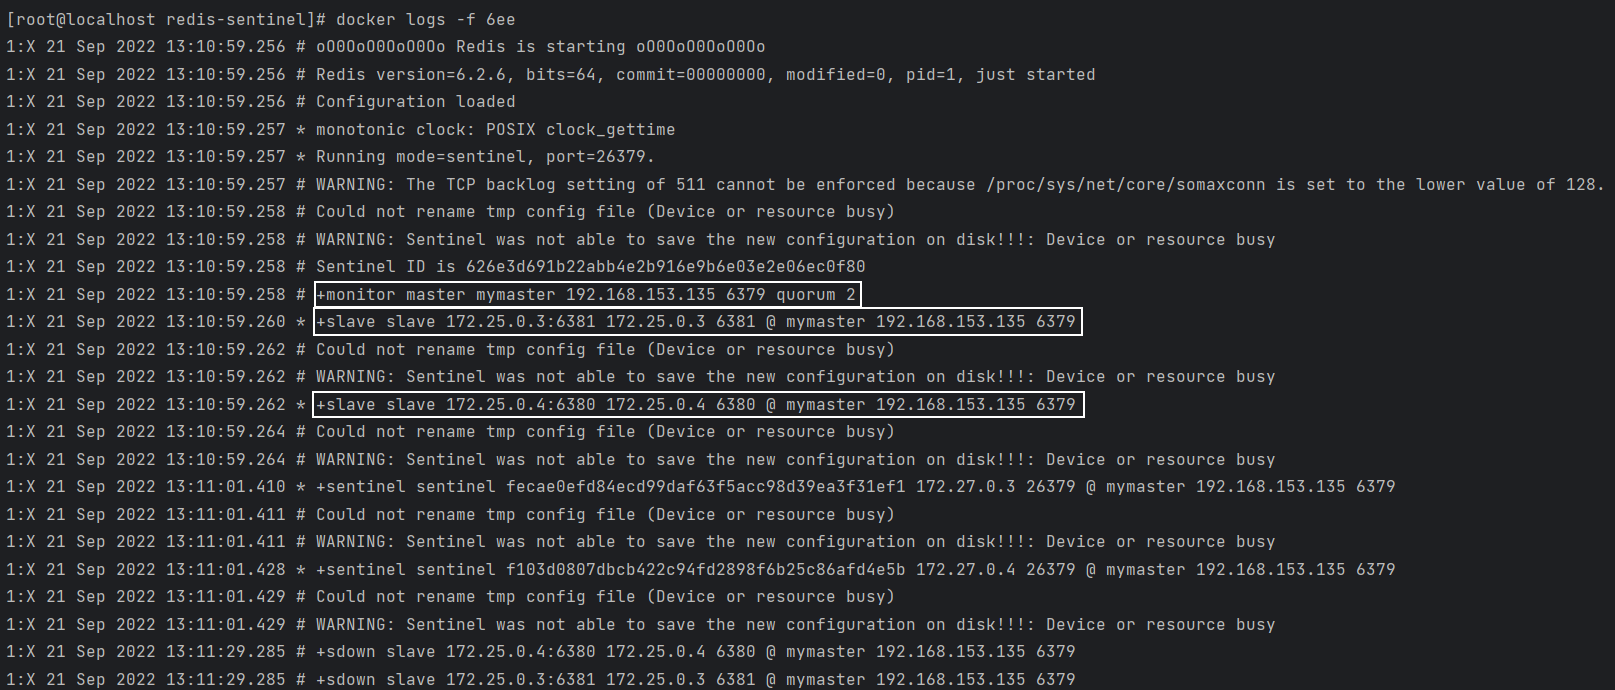 [root@localhost redis-sentinel]# docker logs -f 6ee
1:X 21 Sep 2022 13:10:59.256 # oO0OoO0OoO0Oo Redis is starting oO0OoO0OoO0Oo
1:X 21 Sep 2022 13:10:59.256 # Redis version=6.2.6, bits=64, commit=00000000, modified=0, pid=1, just started
1:X 21 Sep 2022 13:10:59.256 # Configuration loaded
1:X 21 Sep 2022 13:10:59.257 * monotonic clock: POSIX clock_gettime
1:X 21 Sep 2022 13:10:59.257 * Running mode=sentinel, port=26379.
1:X 21 Sep 2022 13:10:59.257 # WARNING: The TCP backlog setting of 511 cannot be enforced because /proc/sys/net/core/somaxconn is set to the lower value of 128.
1:X 21 Sep 2022 13:10:59.258 # Could not rename tmp config file (Device or resource busy)
1:X 21 Sep 2022 13:10:59.258 # WARNING: Sentinel was not able to save the new configuration on disk!!!: Device or resource busy
1:X 21 Sep 2022 13:10:59.258 # Sentinel ID is 626e3d691b22abb4e2b916e9b6e03e2e06ec0f80
1:X 21 Sep 2022 13:10:59.258 # +monitor master mymaster 192.168.153.135 6379 quorum 2
1:X 21 Sep 2022 13:10:59.260 * +slave slave 172.25.0.3:6381 172.25.0.3 6381 @ mymaster 192.168.153.135 6379
1:X 21 Sep 2022 13:10:59.262 # Could not rename tmp config file (Device or resource busy)
1:X 21 Sep 2022 13:10:59.262 # WARNING: Sentinel was not able to save the new configuration on disk!!!: Device or resource busy
1:X 21 Sep 2022 13:10:59.262 * +slave slave 172.25.0.4:6380 172.25.0.4 6380 @ mymaster 192.168.153.135 6379
1:X 21 Sep 2022 13:10:59.264 # Could not rename tmp config file (Device or resource busy)
1:X 21 Sep 2022 13:10:59.264 # WARNING: Sentinel was not able to save the new configuration on disk!!!: Device or resource busy
1:X 21 Sep 2022 13:11:01.410 * +sentinel sentinel fecae0efd84ecd99daf63f5acc98d39ea3f31ef1 172.27.0.3 26379 @ mymaster 192.168.153.135 6379
1:X 21 Sep 2022 13:11:01.411 # Could not rename tmp config file (Device or resource busy)
1:X 21 Sep 2022 13:11:01.411 # WARNING: Sentinel was not able to save the new configuration on disk!!!: Device or resource busy
1:X 21 Sep 2022 13:11:01.428 * +sentinel sentinel f103d0807dbcb422c94fd2898f6b25c86afd4e5b 172.27.0.4 26379 @ mymaster 192.168.153.135 6379
1:X 21 Sep 2022 13:11:01.429 # Could not rename tmp config file (Device or resource busy)
1:X 21 Sep 2022 13:11:01.429 # WARNING: Sentinel was not able to save the new configuration on disk!!!: Device or resource busy
1:X 21 Sep 2022 13:11:29.285 # +sdown slave 172.25.0.4:6380 172.25.0.4 6380 @ mymaster 192.168.153.135 6379
1:X 21 Sep 2022 13:11:29.285 # +sdown slave 172.25.0.3:6381 172.25.0.3 6381 @ mymaster 192.168.153.135 6379